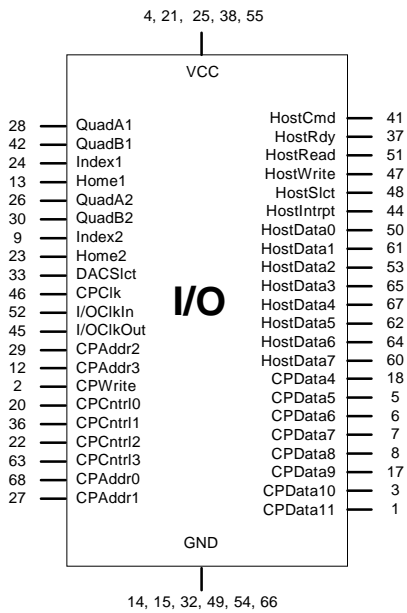 4, 21, 25, 38, 55
VCC
28 QuadA1
42 QuadB1
24 Index1
13 Home1
26 QuadA2
30 QuadB2
9 Index2
23 Home2
33 DACSlct
46 CPClk
52 I/OClkIn
45 I/OClkOut
29 CPAddr2
12 CPAddr3
2 CPWrite
20 CPCntrl0
36 CPCntrl1
22 CPCntrl2
63 CPCntrl3
68 CPAddr0
27 CPAddr1
I/O
HostCmd 41
HostRdy 37
HostRead 51
HostWrite 47
HostSlct 48
HostIntrpt 44
HostData0 50
HostData1 61
HostData2 53
HostData3 65
HostData4 67
HostData5 62
HostData6 64
HostData7 60
CPData4 18
CPData5 5
CPData6 6
CPData7 7
CPData8 8
CPData9 17
CPData10 3
CPData11 1
GND
14, 15, 32, 49, 54, 66